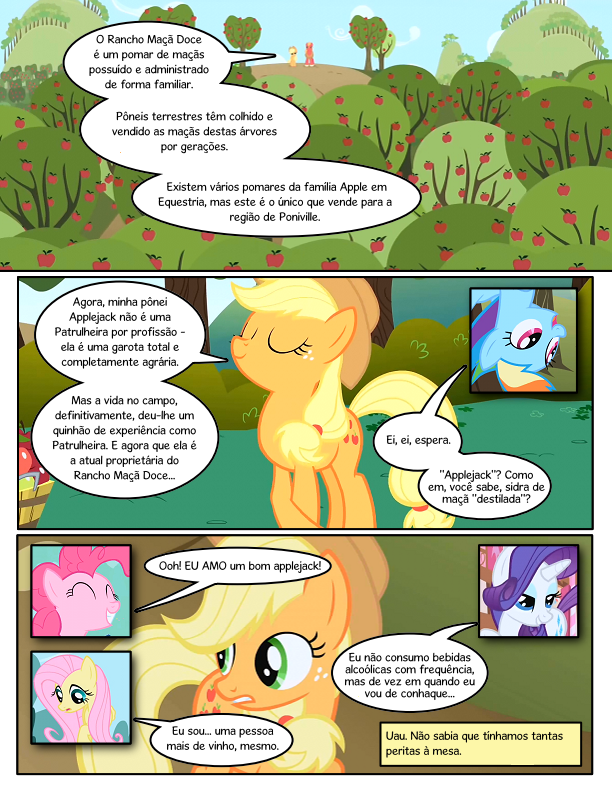 O Rancho Maçã Doce
é um pomar de maçãs
possuído e administrado
de forma familiar.
Pôneis terrestres têm colhido e
vendido as maçãs destas árvores
por gerações.
Existem vários pomares da família Apple em
Equestria, mas este é o único que vende para a
região de Poniville.
Agora, minha pônei
Applejack não é uma
Patrulheira por profissão -
ela é uma garota total e
completamente agrária.
Mas a vida no campo,
definitivamente, deu-lhe um
quinhão de experiência como
Patrulheira. E agora que ela é
a atual proprietária do
Rancho Maçã Doce...
Ei, ei, espera.
"Applejack"? Como
em, você sabe, sidra de
maçã "destilada"?
Ooh! EU AMO um bom applejack!
Eu não consumo bebidas
alcoólicas com frequência,
mas de vez em quando eu
vou de conhaque...
Eu sou... uma pessoa
mais de vinho, mesmo.
Uau. Não sabia que tínhamos tantas
peritas à mesa.